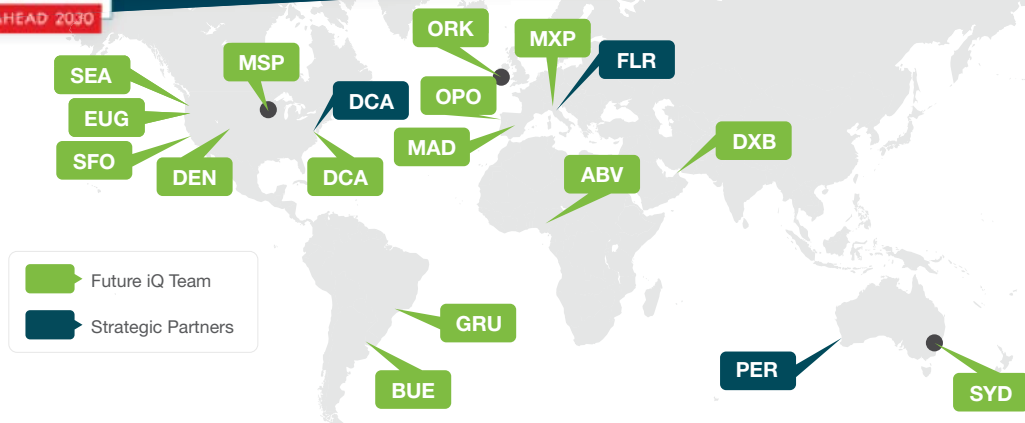 AHEAD 2030
ORK
MXP
FLR
SEA
MSP
OPO
DCA
EUG
DXB
MAD
SFO
DEN
DCA
ABV
Future iQ Team
Strategic Partners
GRU
PER
BUE
SYD